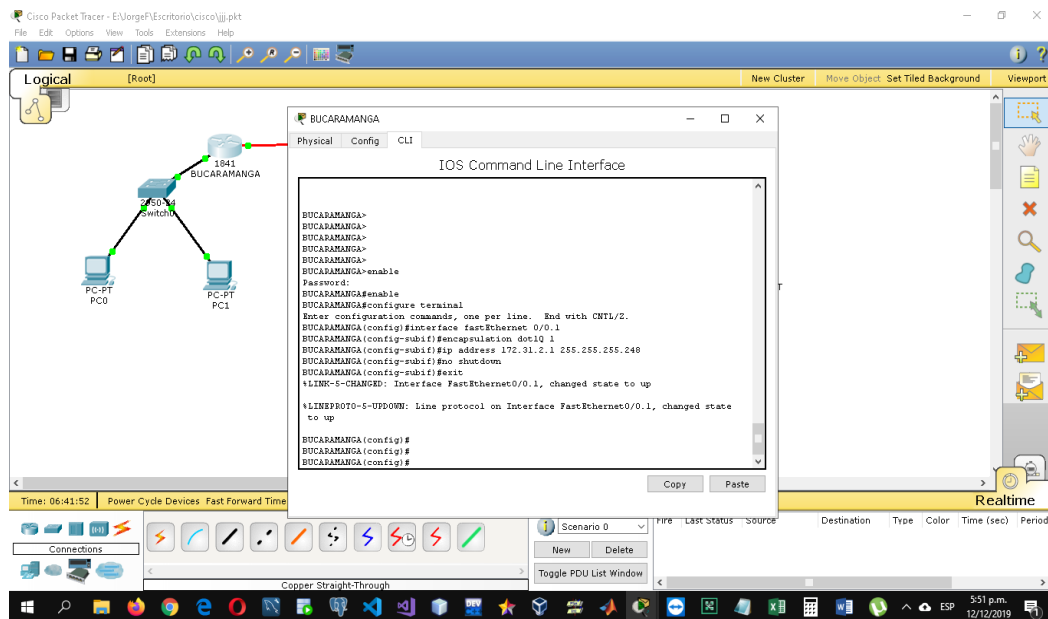 Cisco Packet Tracer - E:\JorgeF\Escritorio\cisco\jjj.pkt
File Edit Options View Tools Extensions Help
Logical [Root] New Cluster Move Object Set Tiled Background Viewport
1841
BUCARAMANGA
2950-24
Switch0
PC-PT
PC0
PC-PT
PC1
BUCARAMANGA
Physical Config CLI
IOS Command Line Interface
BUCARAMANGA>
BUCARAMANGA>
BUCARAMANGA>
BUCARAMANGA>
BUCARAMANGA>
BUCARAMANGA>enable
Password:
BUCARAMANGA#enable
BUCARAMANGA#configure terminal
Enter configuration commands, one per line. End with CNTL/Z.
BUCARAMANGA(config)#interface fastEthernet 0/0.1
BUCARAMANGA(config-subif)#encapsulation dot1Q 1
BUCARAMANGA(config-subif)#ip address 172.31.2.1 255.255.255.248
BUCARAMANGA(config-subif)#no shutdown
BUCARAMANGA(config-subif)#exit
%LINK-5-CHANGED: Interface FastEthernet0/0.1, changed state to up
%LINEPROTO-5-UPDOWN: Line protocol on Interface FastEthernet0/0.1, changed state
to up
BUCARAMANGA(config)#
BUCARAMANGA(config)#
BUCARAMANGA(config)#
Copy Paste
T
Time: 06:41:52 Power Cycle Devices Fast Forward Time
Realtime
Connections
Copper Straight-Through
Scenario 0
New Delete
Toggle PDU List Window
Fire Last Status Source Destination Type Color Time (sec) Period
ESP
5:51 p.m.
12/12/2019